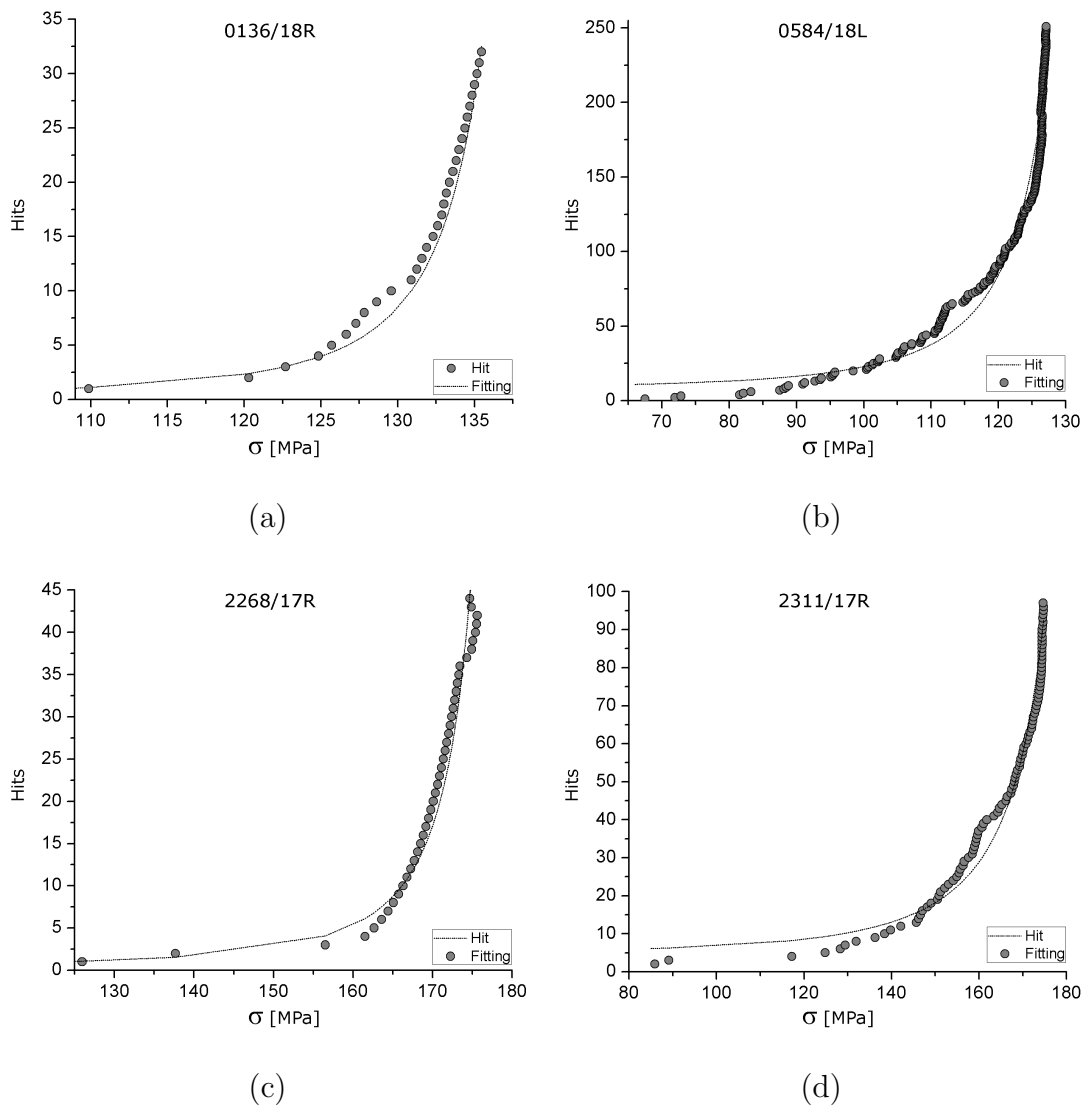 0136/18R
35
30
25
20
15
10
5
0
Hits
110 115 120 125 130 135
σ [MPa]
Hit
Fitting
(a)
0584/18L
250
200
150
100
50
0
Hits
70 80 90 100 110 120 130
σ [MPa]
Hit
Fitting
(b)
2268/17R
45
40
35
30
25
20
15
10
5
0
Hits
130 140 150 160 170 180
σ [MPa]
Hit
Fitting
(c)
2311/17R
100
90
80
70
60
50
40
30
20
10
0
Hits
80 100 120 140 160 180
σ [MPa]
Hit
Fitting
(d)